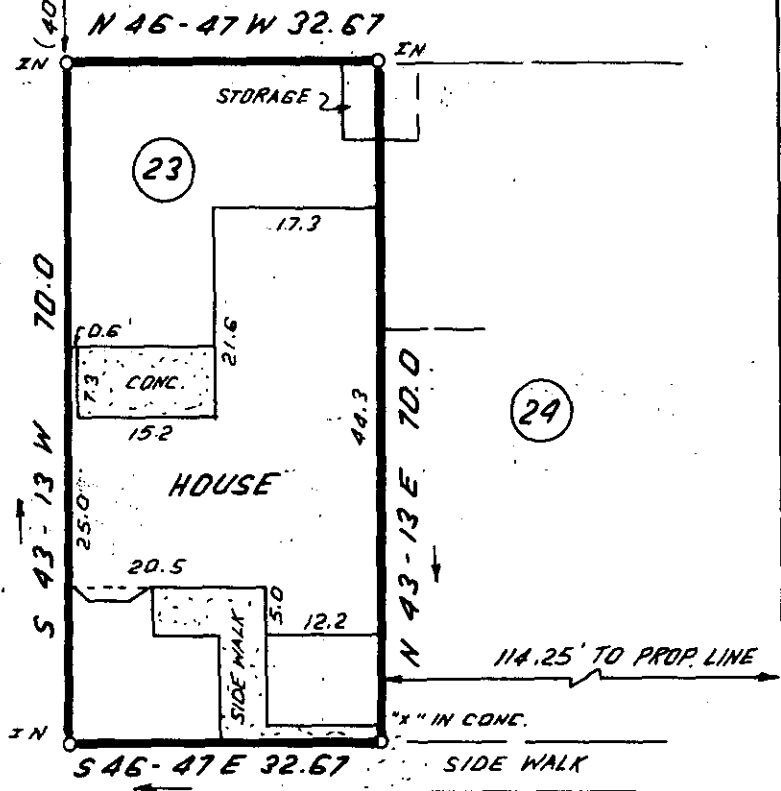 (40
N 46-47 W 32.67
IN
IN
STORAGE
23
17.3
70.0
0.6'
21.6
7.3
CONC.
15.2
44.3
N 43-13 E 70.0
24
S 43-13 W
HOUSE
25.0
20.5
5.0
12.2
SIDE WALK
114.25' TO PROP. LINE
"X" IN CONC.
IN
S 46-47 E 32.67
SIDE WALK